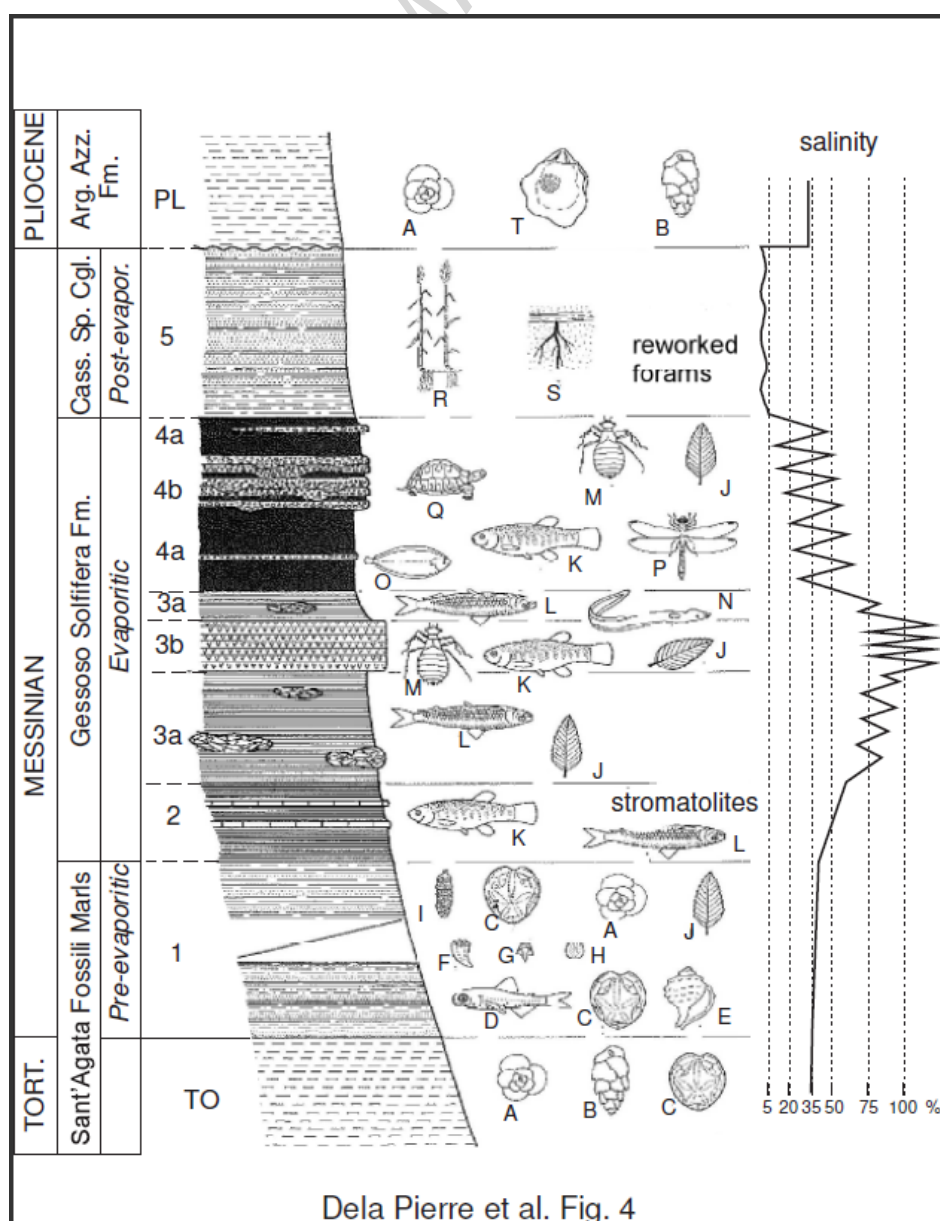 salinity
PLIOCENE
Arg. Azz.
Fm.
PL
A
T
B
MESSINIAN
Cass. Sp. Cgl.
Post-evapor.
5
R
S
reworked
forams
Gessoso Solfifera Fm.
Evaporitic
4a
M
J
4b
Q
4a
K
P
O
3a
L
N
3b
M
K
J
3a
L
J
2
stromatolites
K
L
Sant'Agata Fossili Marls
Pre-evaporitic
1
I
C
A
J
F
G
H
D
C
E
TORT.
TO
A
B
C
5 20 35 50 75 100 %
Dela Pierre et al. Fig. 4